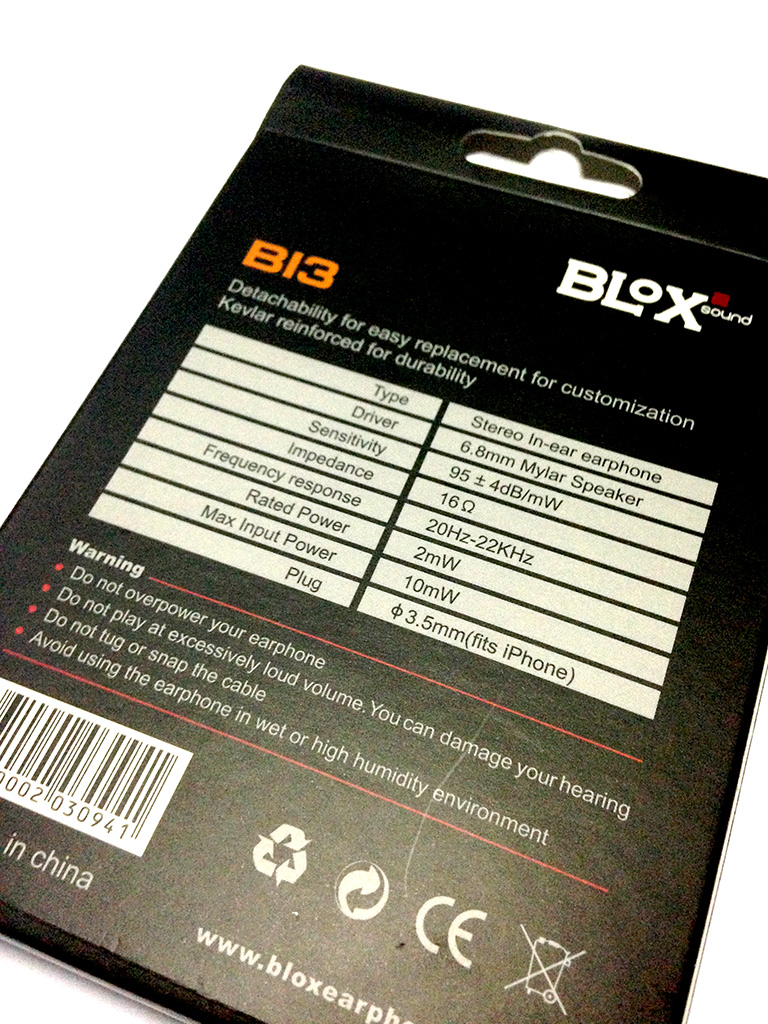 BI3
BLOX sound
Detachability for easy replacement for customization
Kevlar reinforced for durability
Type Stereo In-ear earphone
Driver 6.8mm Mylar Speaker
Sensitivity 95 ± 4dB/mW
Impedance 16 Ω
Frequency response 20Hz-22KHz
Rated Power 2mW
Max Input Power 10mW
Plug ϕ 3.5mm(fits iPhone)
Warning
• Do not overpower your earphone
• Do not play at excessively loud volume. You can damage your hearing
• Do not tug or snap the cable
• Avoid using the earphone in wet or high humidity environment
0002 030941
in china
CE
www.bloxearpho